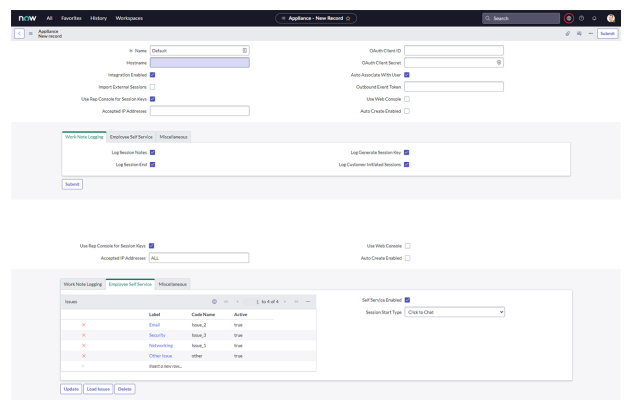 now All Favorites History Workspaces Appliance - New Record Search
Appliance
New record
Submit
Name Default OAuth Client ID
Hostname OAuth Client Secret
Integration Enabled Auto Associate With User
Import External Sessions Outbound Event Token
Use Rep Console for Session Keys Use Web Console
Accepted IP Addresses Auto Create Enabled
Work Note Logging Employee Self Service Miscellaneous
Log Session Notes Log Generate Session Key
Log Session End Log Customer Initiated Sessions
Submit
Use Rep Console for Session Keys Use Web Console
Accepted IP Addresses ALL Auto Create Enabled
Work Note Logging Employee Self Service Miscellaneous
Issues 1 to 4 of 4 Self Service Enabled
Session Start Type Click to Chat
Label Code Name Active
Email Issue_2 true
Security Issue_3 true
Networking Issue_1 true
Other Issue other true
Insert a new row...
Update Load Issues Delete